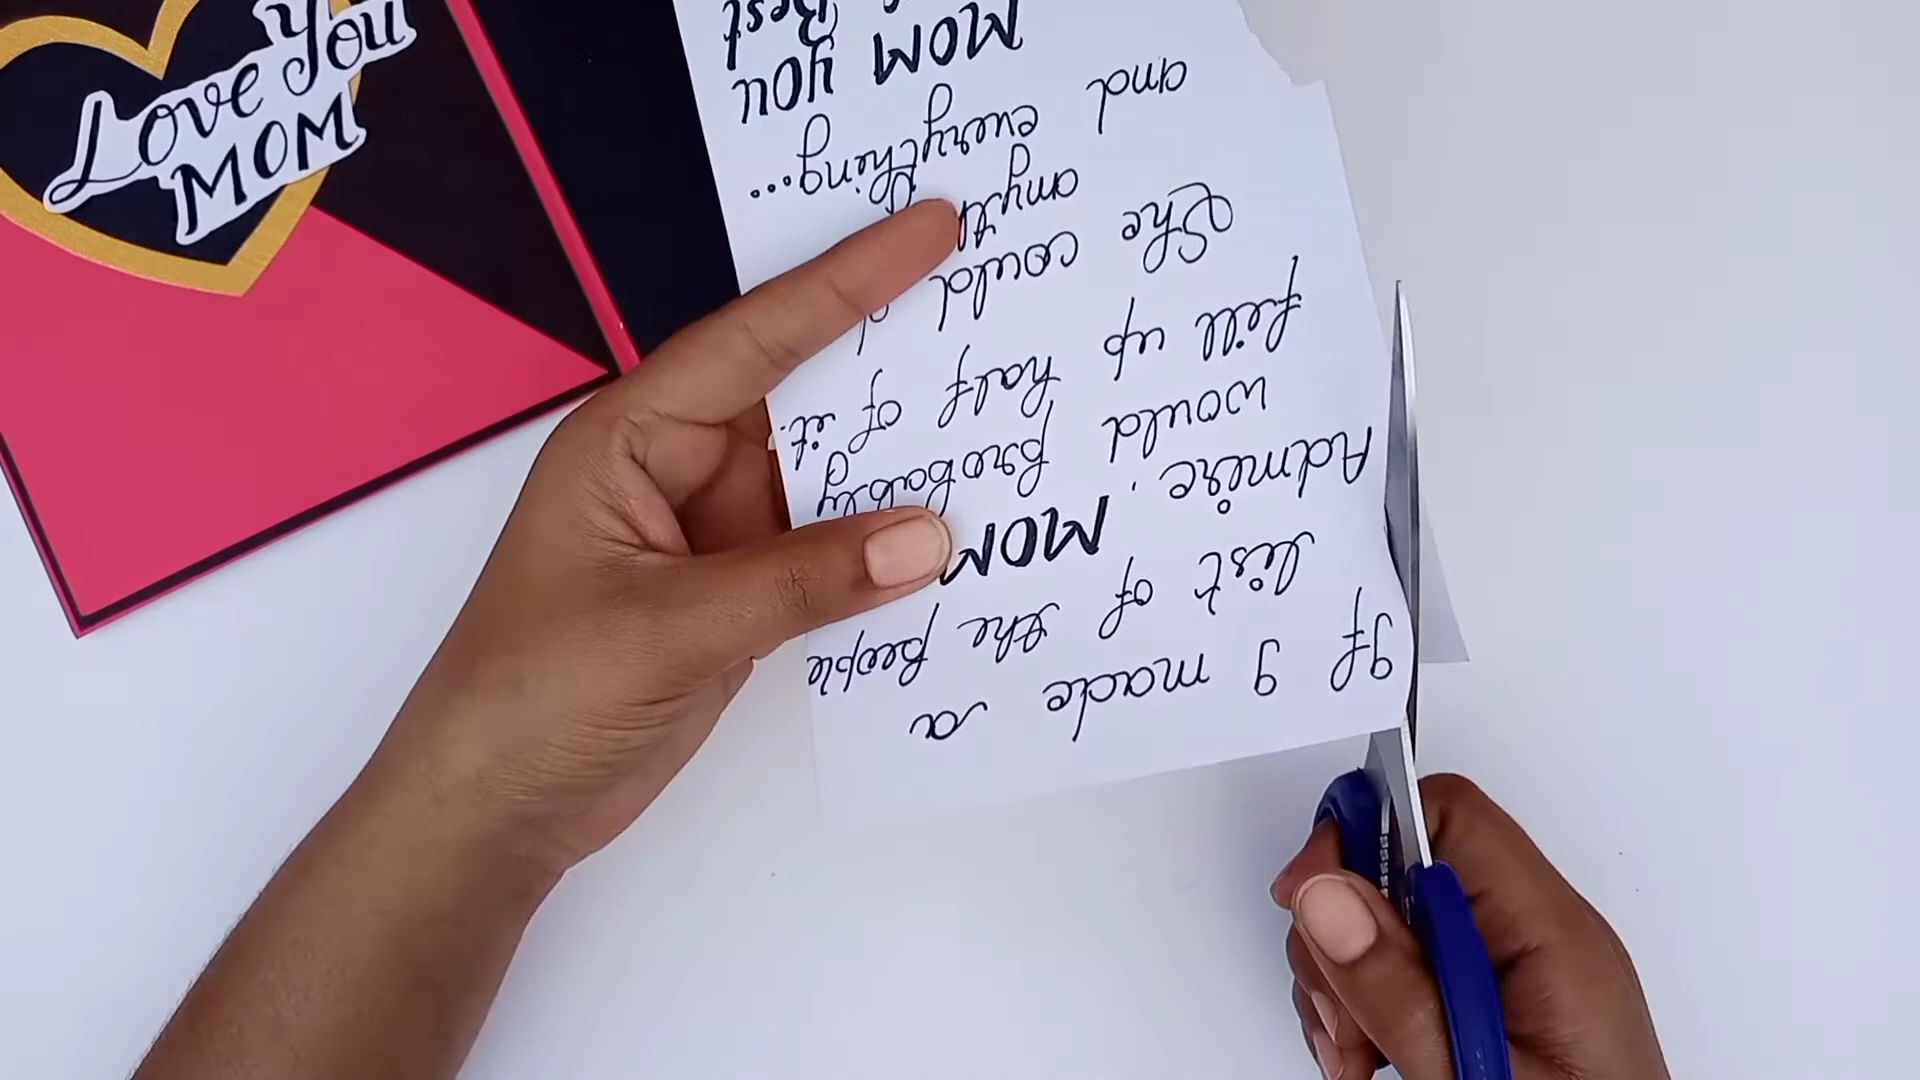 Love You
MOM
If I made a
list of the people
Admire. MOM
would probably
fill up half of it.
She could
and everything...
MOM you
Best